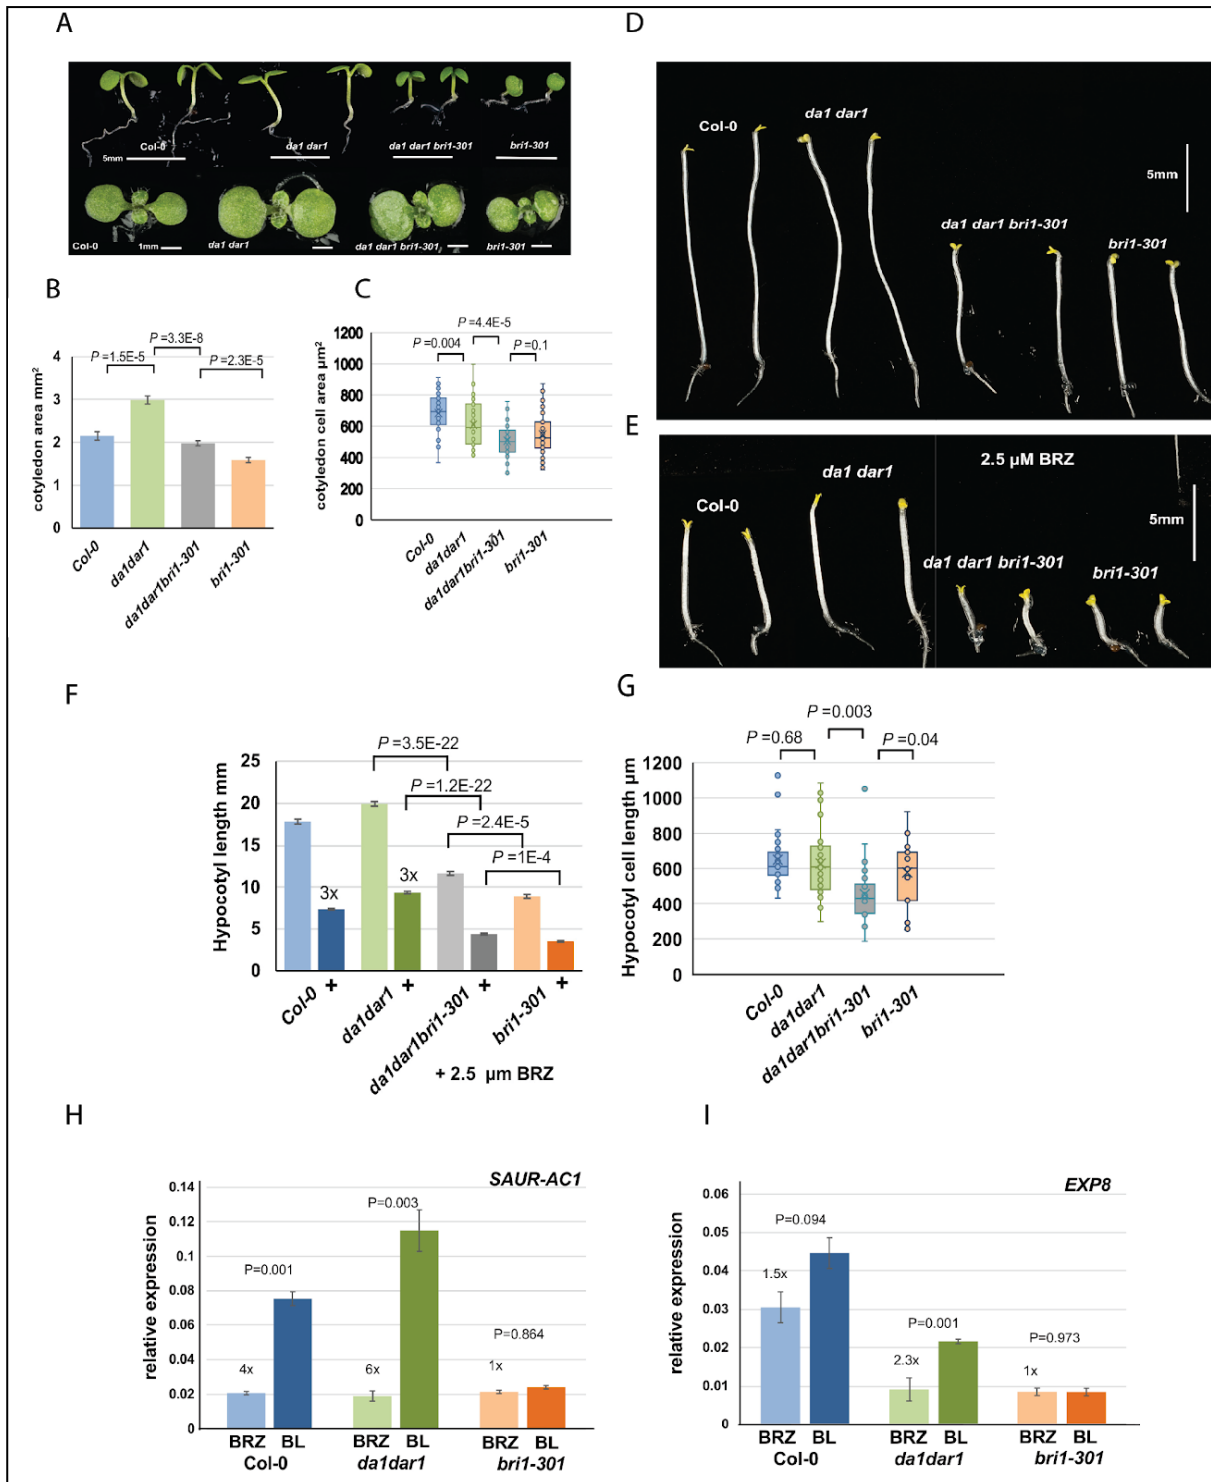 A
Col-0
da1 dar1
da1 dar1 bri1-301
bri1-301
5mm
Col-0
1mm
da1 dar1
da1 dar1 bri1-301
bri1-301
B
P=1.5E-5
P=3.3E-8
P=2.3E-5
cotyledon area mm²
4
3
2
1
0
Col-0
da1dar1
da1dar1bri1-301
bri1-301
C
P=0.004
P=4.4E-5
P=0.1
cotyledon cell area µm²
1200
1000
800
600
400
200
0
Col-0
da1dar1
da1dar1bri1-301
bri1-301
D
Col-0
da1 dar1
da1 dar1 bri1-301
bri1-301
5mm
E
2.5 µM BRZ
Col-0
da1 dar1
da1 dar1 bri1-301
bri1-301
5mm
F
P =3.5E-22
P =1.2E-22
P =2.4E-5
P =1E-4
Hypocotyl length mm
25
20
15
10
5
0
3x
3x
Col-0 +
da1dar1 +
da1dar1bri1-301 +
bri1-301 +
+ 2.5 µm BRZ
G
P =0.68
P =0.003
P =0.04
Hypocotyl cell length µm
1200
1000
800
600
400
200
0
Col-0
da1dar1
da1dar1bri1-301
bri1-301
H
SAUR-AC1
relative expression
0.14
0.12
0.1
0.08
0.06
0.04
0.02
0
P=0.001
P=0.003
P=0.864
4x
6x
1x
BRZ BL BRZ BL BRZ BL
Col-0 da1dar1 bri1-301
I
EXP8
relative expression
0.06
0.05
0.04
0.03
0.02
0.01
0
P=0.094
P=0.001
P=0.973
1.5x
2.3x
1x
BRZ BL BRZ BL BRZ BL
Col-0 da1dar1 bri1-301